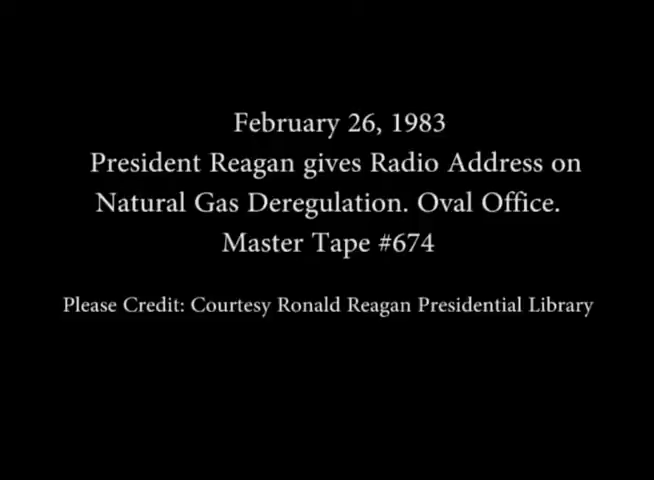 February 26, 1983
President Reagan gives Radio Address on
Natural Gas Deregulation. Oval Office.
Master Tape #674
Please Credit: Courtesy Ronald Reagan Presidential Library